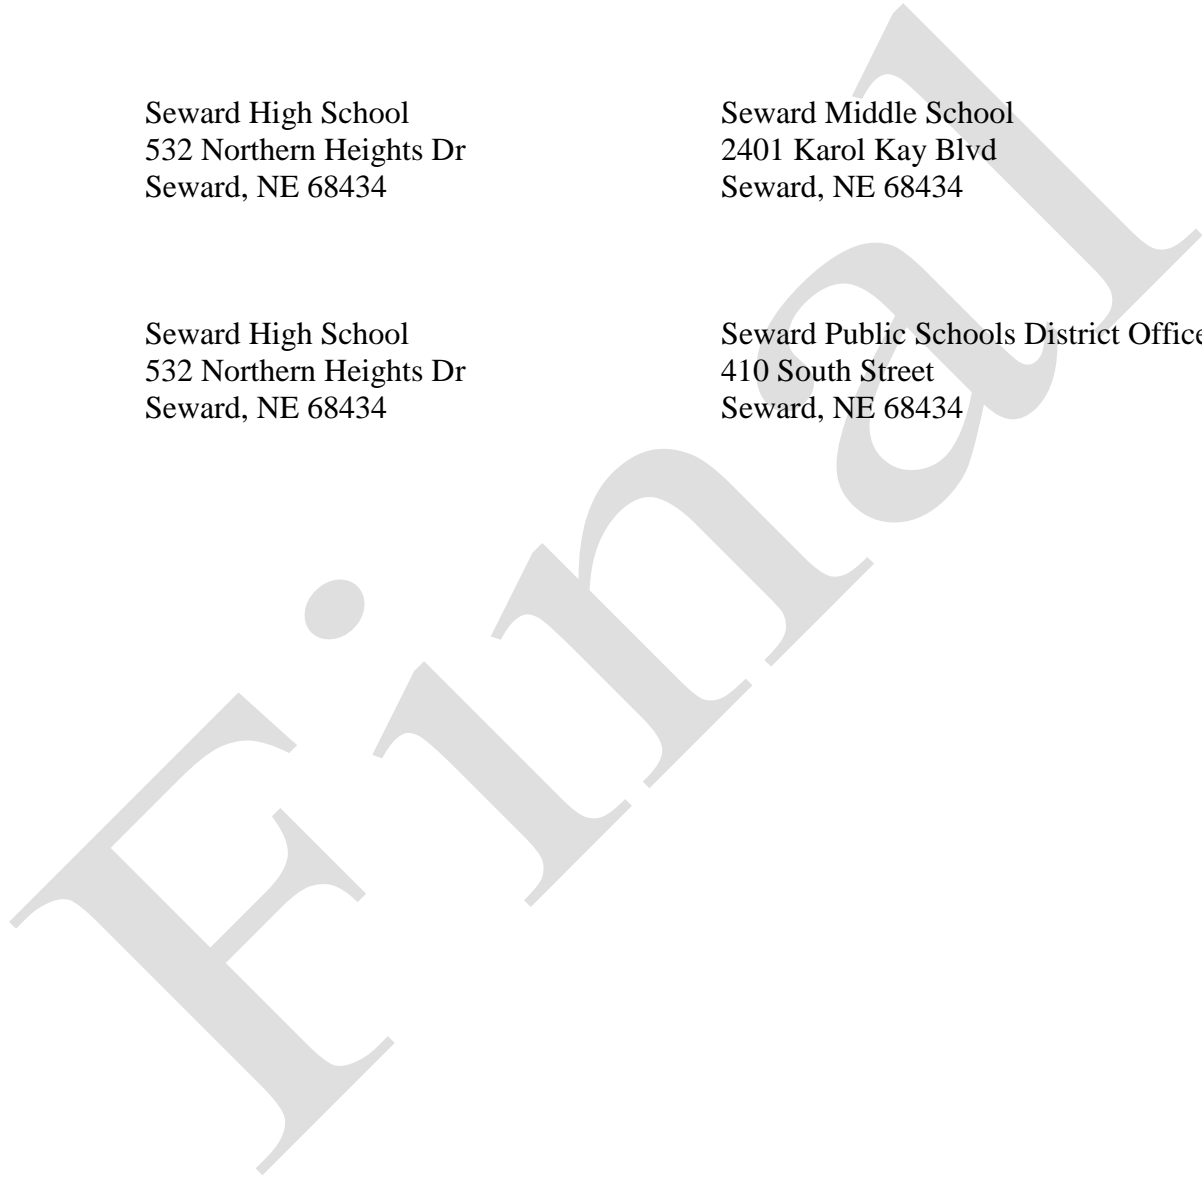 Seward High School
532 Northern Heights Dr
Seward, NE 68434
Seward Middle School
2401 Karol Kay Blvd
Seward, NE 68434
Seward High School
532 Northern Heights Dr
Seward, NE 68434
Seward Public Schools District Office
410 South Street
Seward, NE 68434
Final